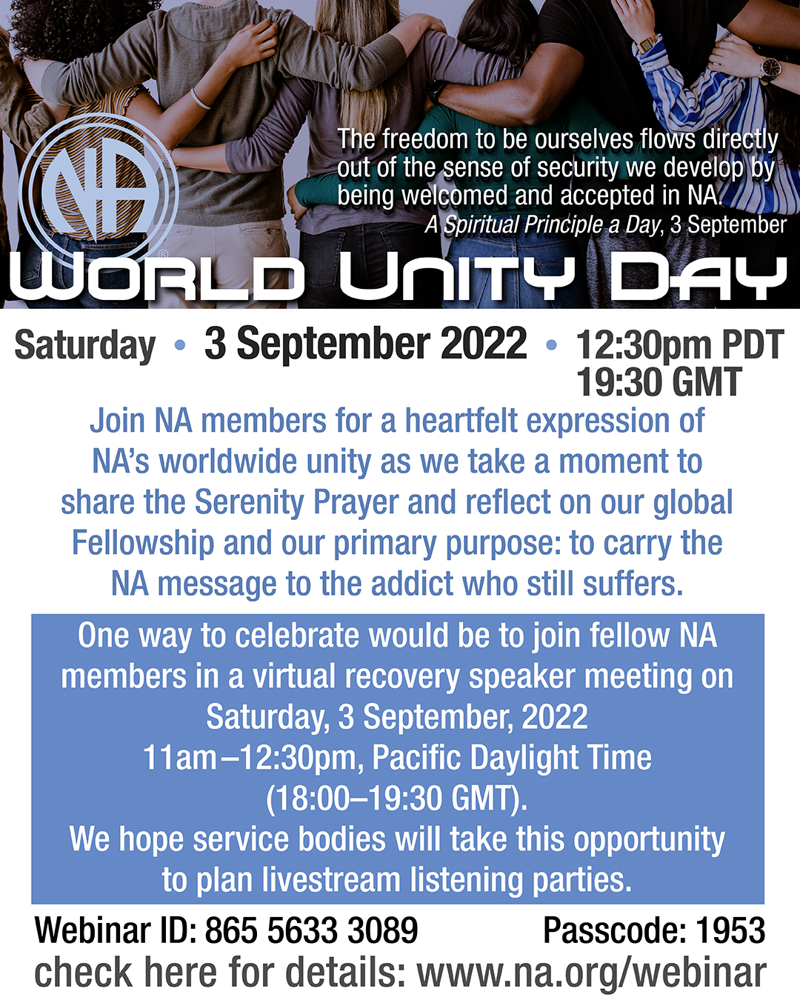 The freedom to be ourselves flows directly
out of the sense of security we develop by
being welcomed and accepted in NA.
A Spiritual Principle a Day, 3 September
NA
®
World Unity Day
Saturday • 3 September 2022 • 12:30pm PDT
19:30 GMT
Join NA members for a heartfelt expression of
NA’s worldwide unity as we take a moment to
share the Serenity Prayer and reflect on our global
Fellowship and our primary purpose: to carry the
NA message to the addict who still suffers.
One way to celebrate would be to join fellow NA
members in a virtual recovery speaker meeting on
Saturday, 3 September, 2022
11am–12:30pm, Pacific Daylight Time
(18:00–19:30 GMT).
We hope service bodies will take this opportunity
to plan livestream listening parties.
Webinar ID: 865 5633 3089 Passcode: 1953
check here for details: www.na.org/webinar